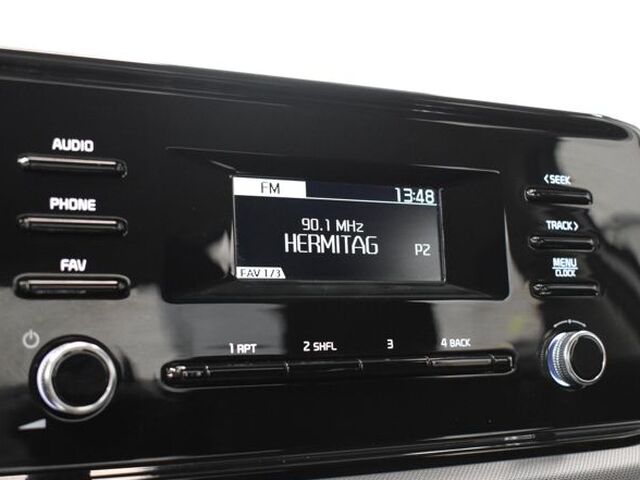 AUDIO
PHONE
FAV
FM 13:48
90.1 MHz
HERMITAG P2
FAV 1/3
<SEEK
TRACK>
MENU
CLOCK
1 RPT 2 SHFL 3 4 BACK